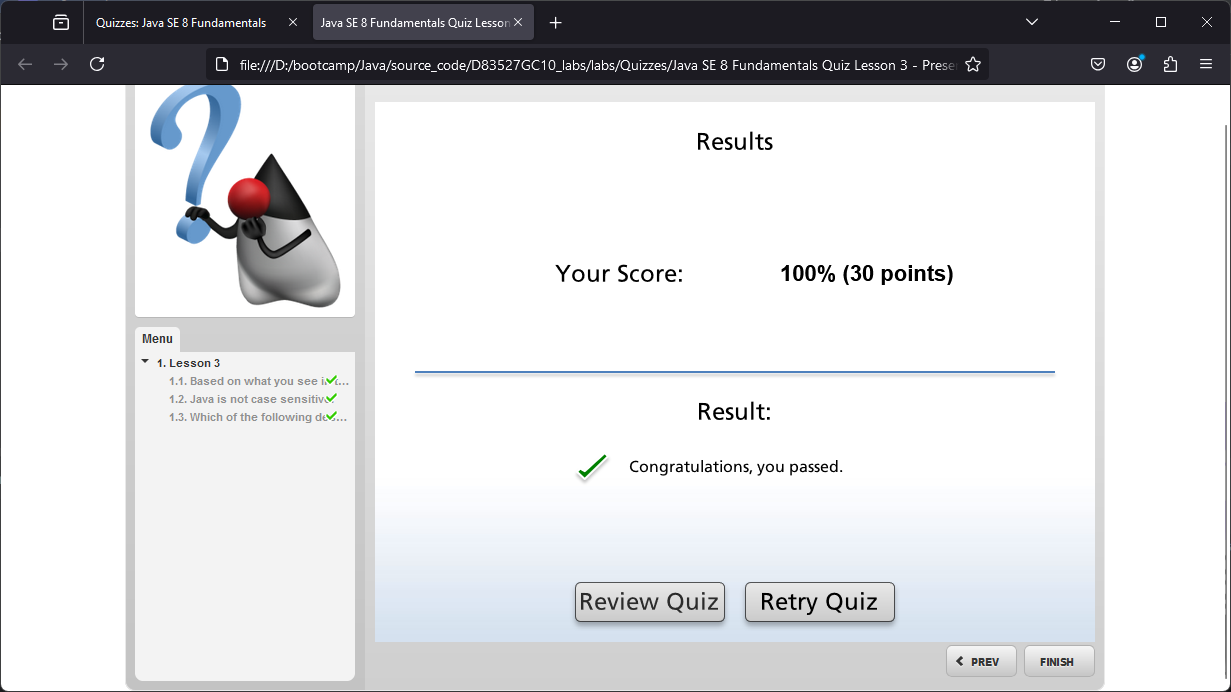 Quizzes: Java SE 8 Fundamentals
Java SE 8 Fundamentals Quiz Lesson
file:///D:/bootcamp/Java/source_code/D83527GC10_labs/labs/Quizzes/Java SE 8 Fundamentals Quiz Lesson 3 - Prese
Results
Your Score: 100% (30 points)
Menu
1. Lesson 3
1.1. Based on what you see ...
1.2. Java is not case
1.3. Which of the following ...
Result:
Congratulations, you passed.
Review Quiz Retry Quiz
PREV FINISH